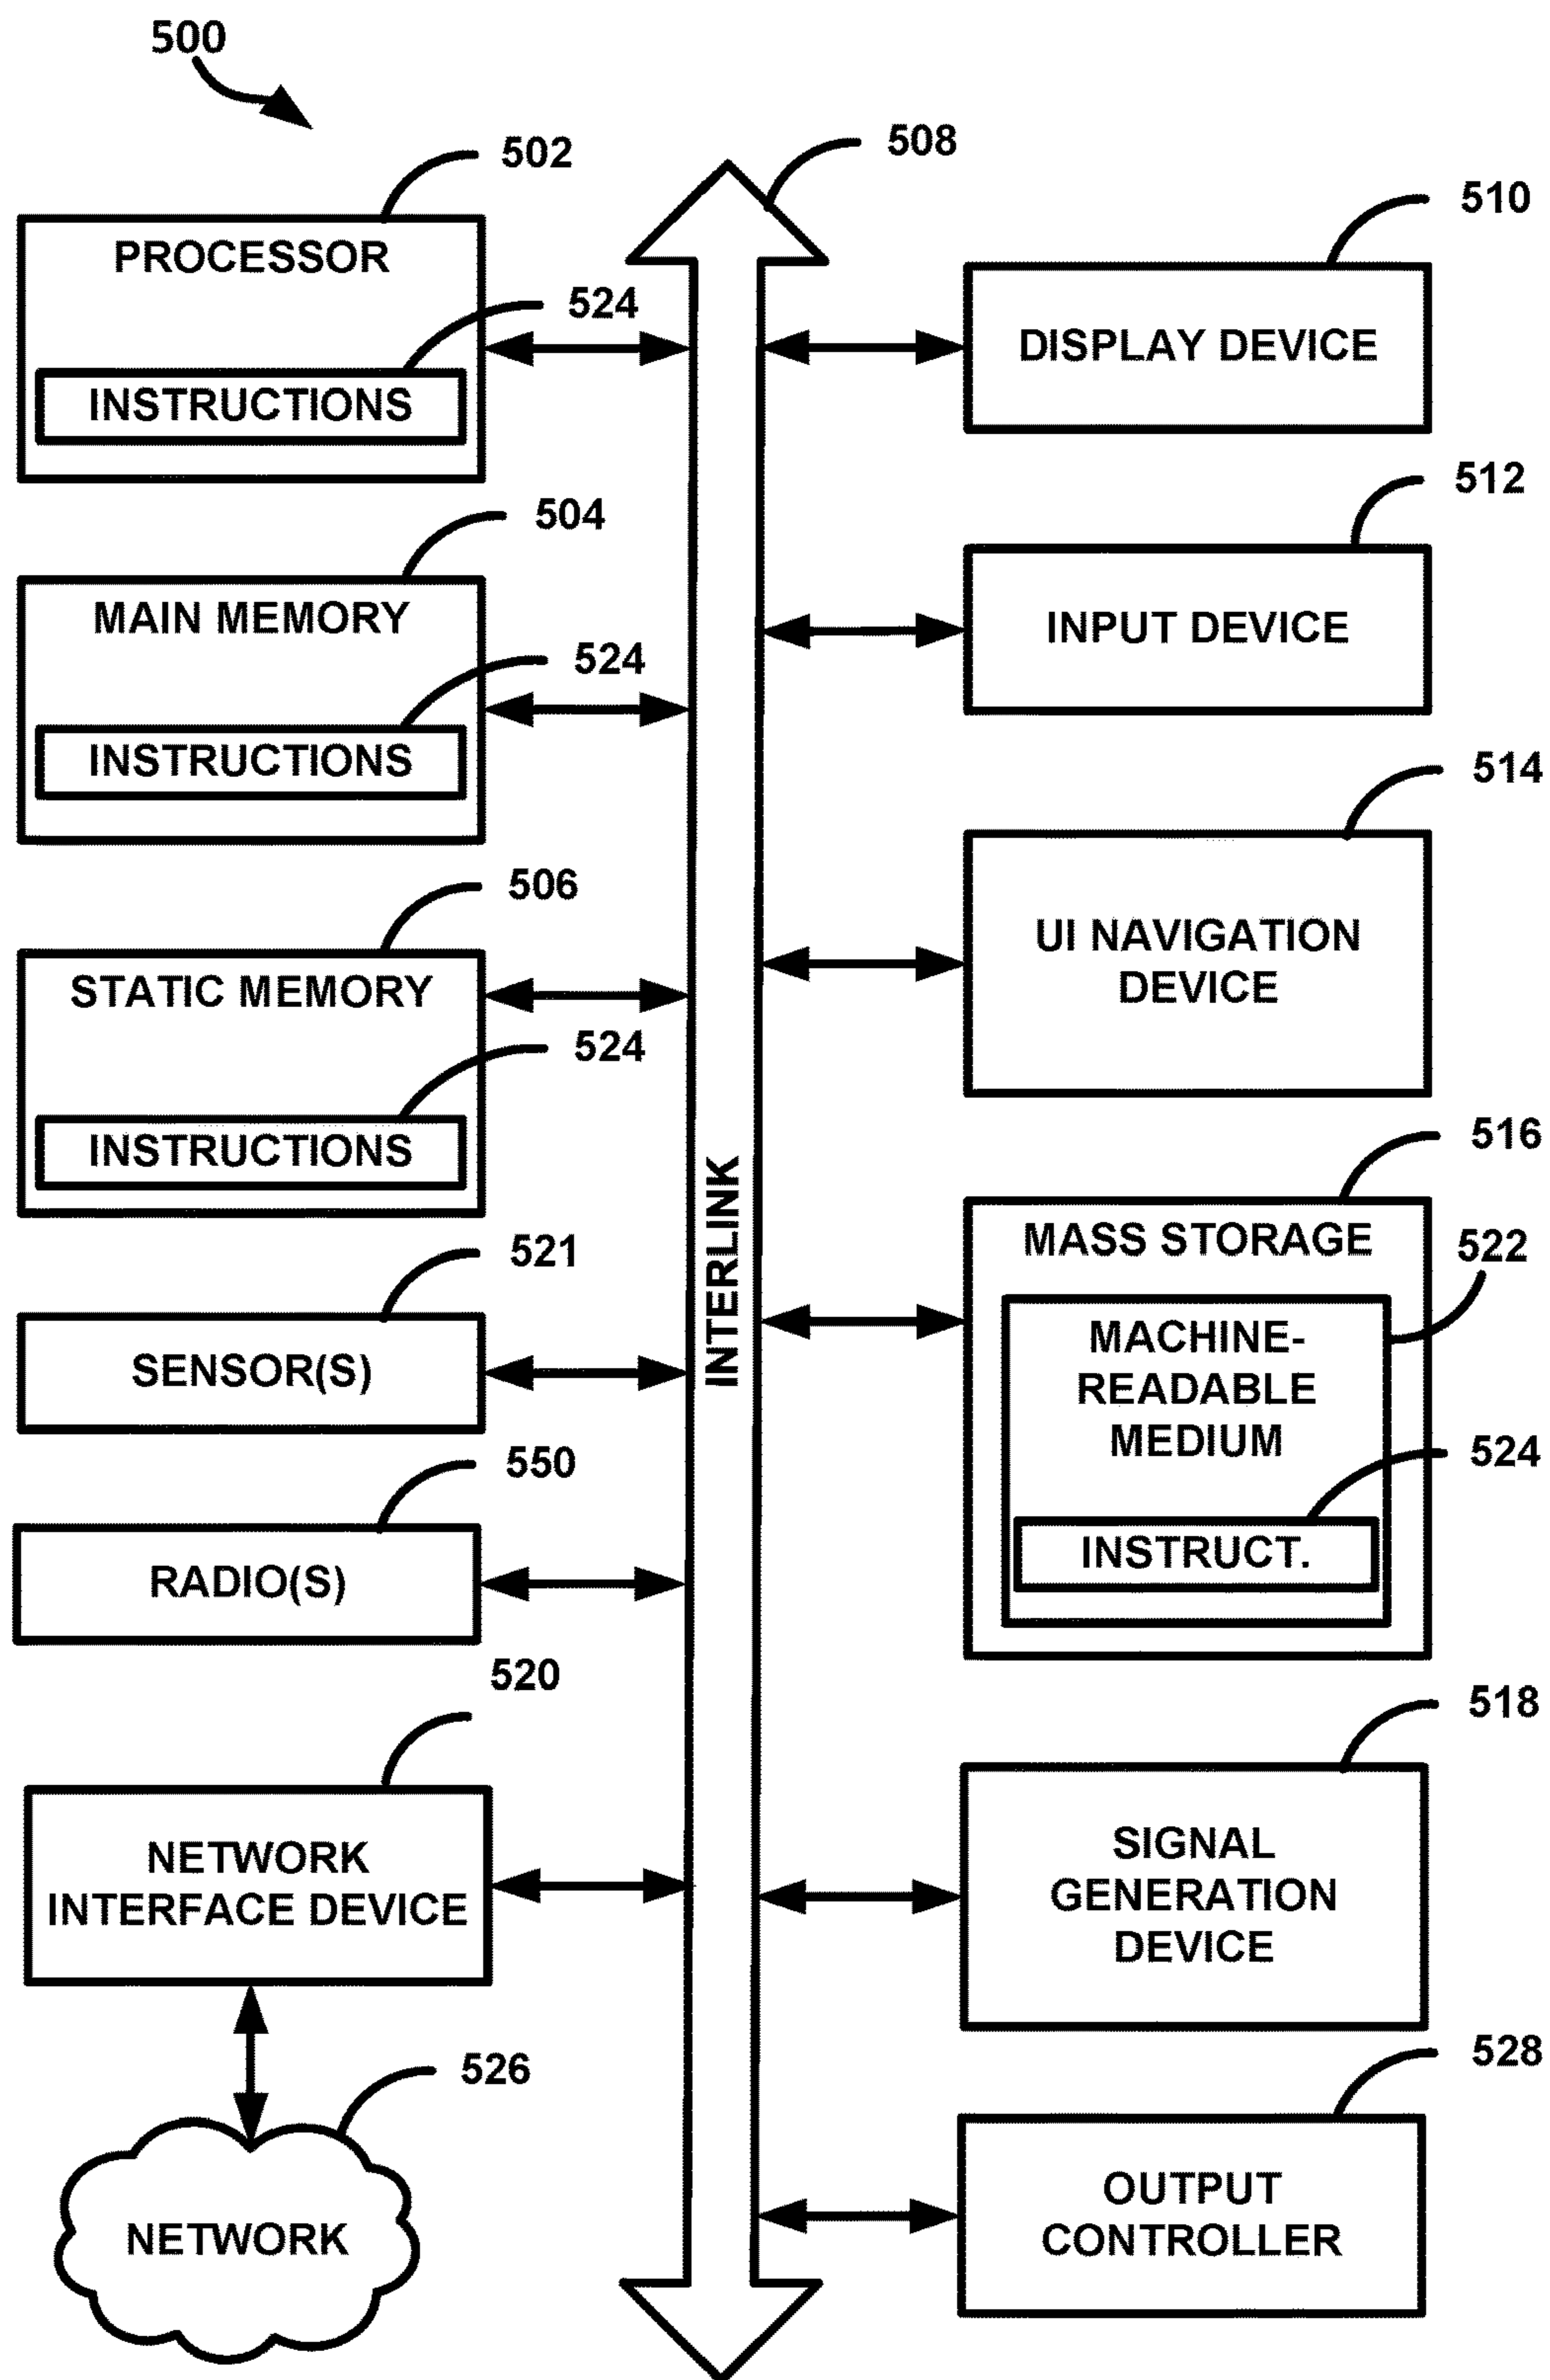 500
502
PROCESSOR
524
INSTRUCTIONS
504
MAIN MEMORY
524
INSTRUCTIONS
506
STATIC MEMORY
524
INSTRUCTIONS
521
SENSOR(S)
550
RADIO(S)
520
NETWORK
INTERFACE DEVICE
526
NETWORK
508
INTERLINK
510
DISPLAY DEVICE
512
INPUT DEVICE
514
UI NAVIGATION
DEVICE
516
MASS STORAGE
522
MACHINE-
READABLE
MEDIUM
524
INSTRUCT.
518
SIGNAL
GENERATION
DEVICE
528
OUTPUT
CONTROLLER